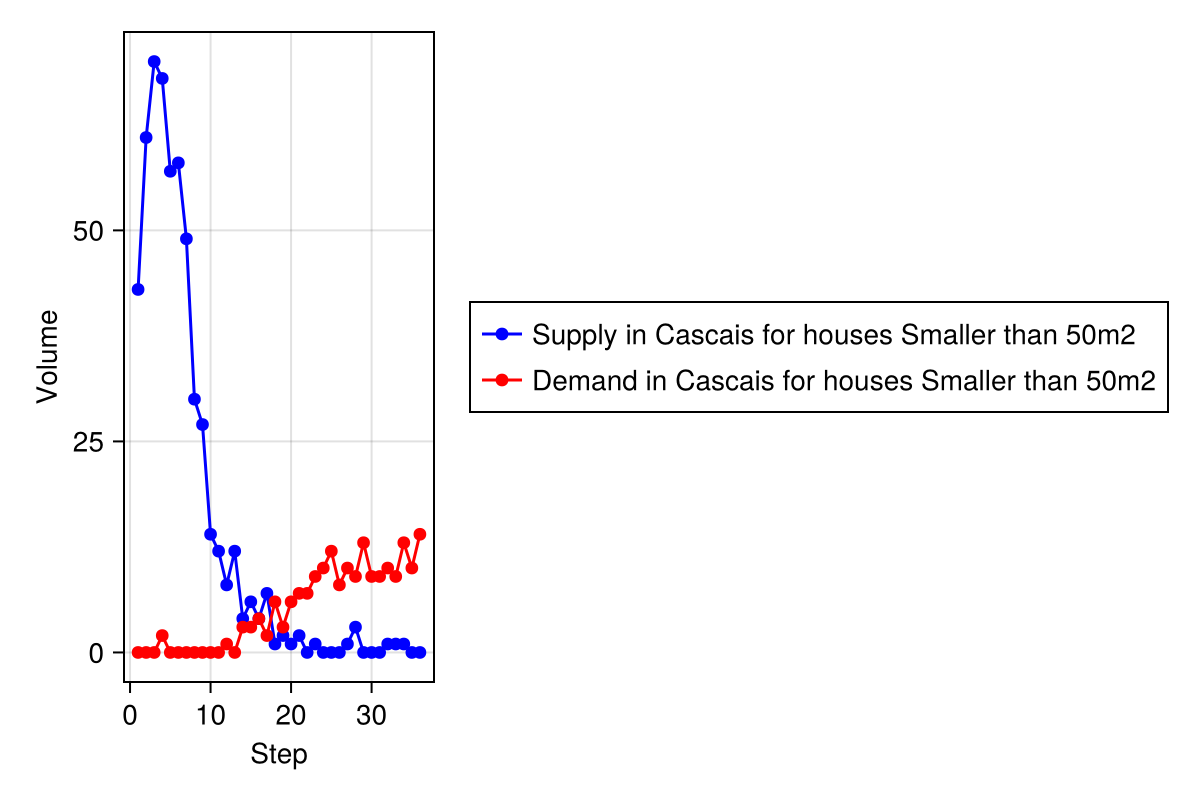 Volume
50
25
0
0 10 20 30
Step
Supply in Cascais for houses Smaller than 50m2
Demand in Cascais for houses Smaller than 50m2